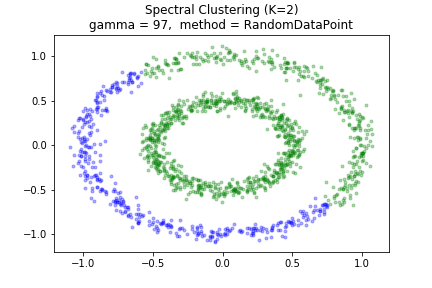 Spectral Clustering (K=2)
gamma = 97,  method = RandomDataPoint
1.0
0.5
0.0
−0.5
−1.0
−1.0 −0.5 0.0 0.5 1.0